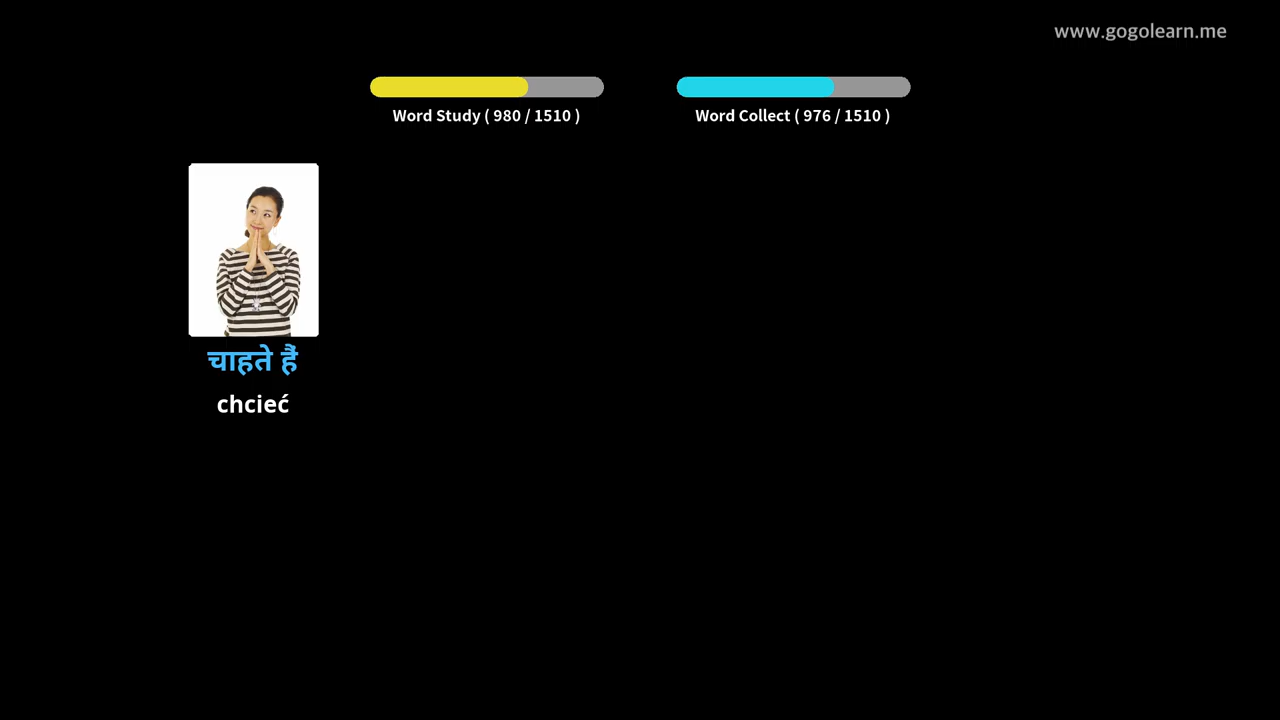 www.gogolearn.me
Word Study ( 980 / 1510 )
Word Collect ( 976 / 1510 )
चाहते हैं
chcieć